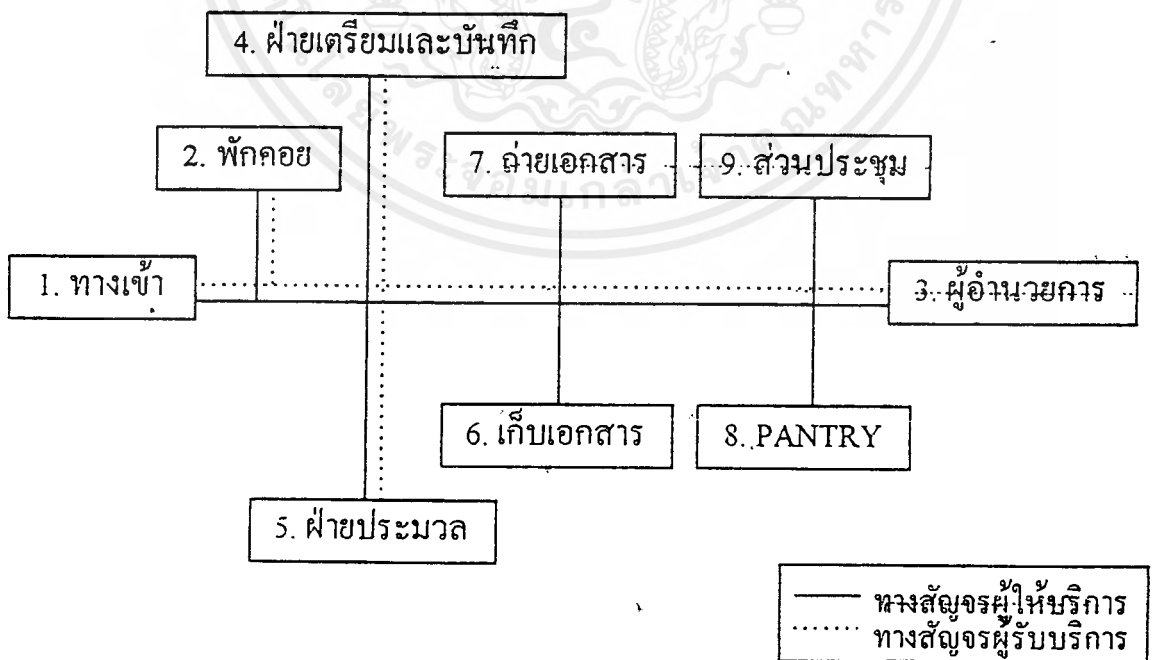 4. ฝ่ายเตรียมและบันทึก
2. พักคอย
7. ถ่ายเอกสาร
9. ส่วนประชุม
1. ทางเข้า
3. ผู้อำนวยการ
6. เก็บเอกสาร
8. PANTRY
5. ฝ่ายประมวล
ทางสัญจรผู้ให้บริการ
ทางสัญจรผู้รับบริการ